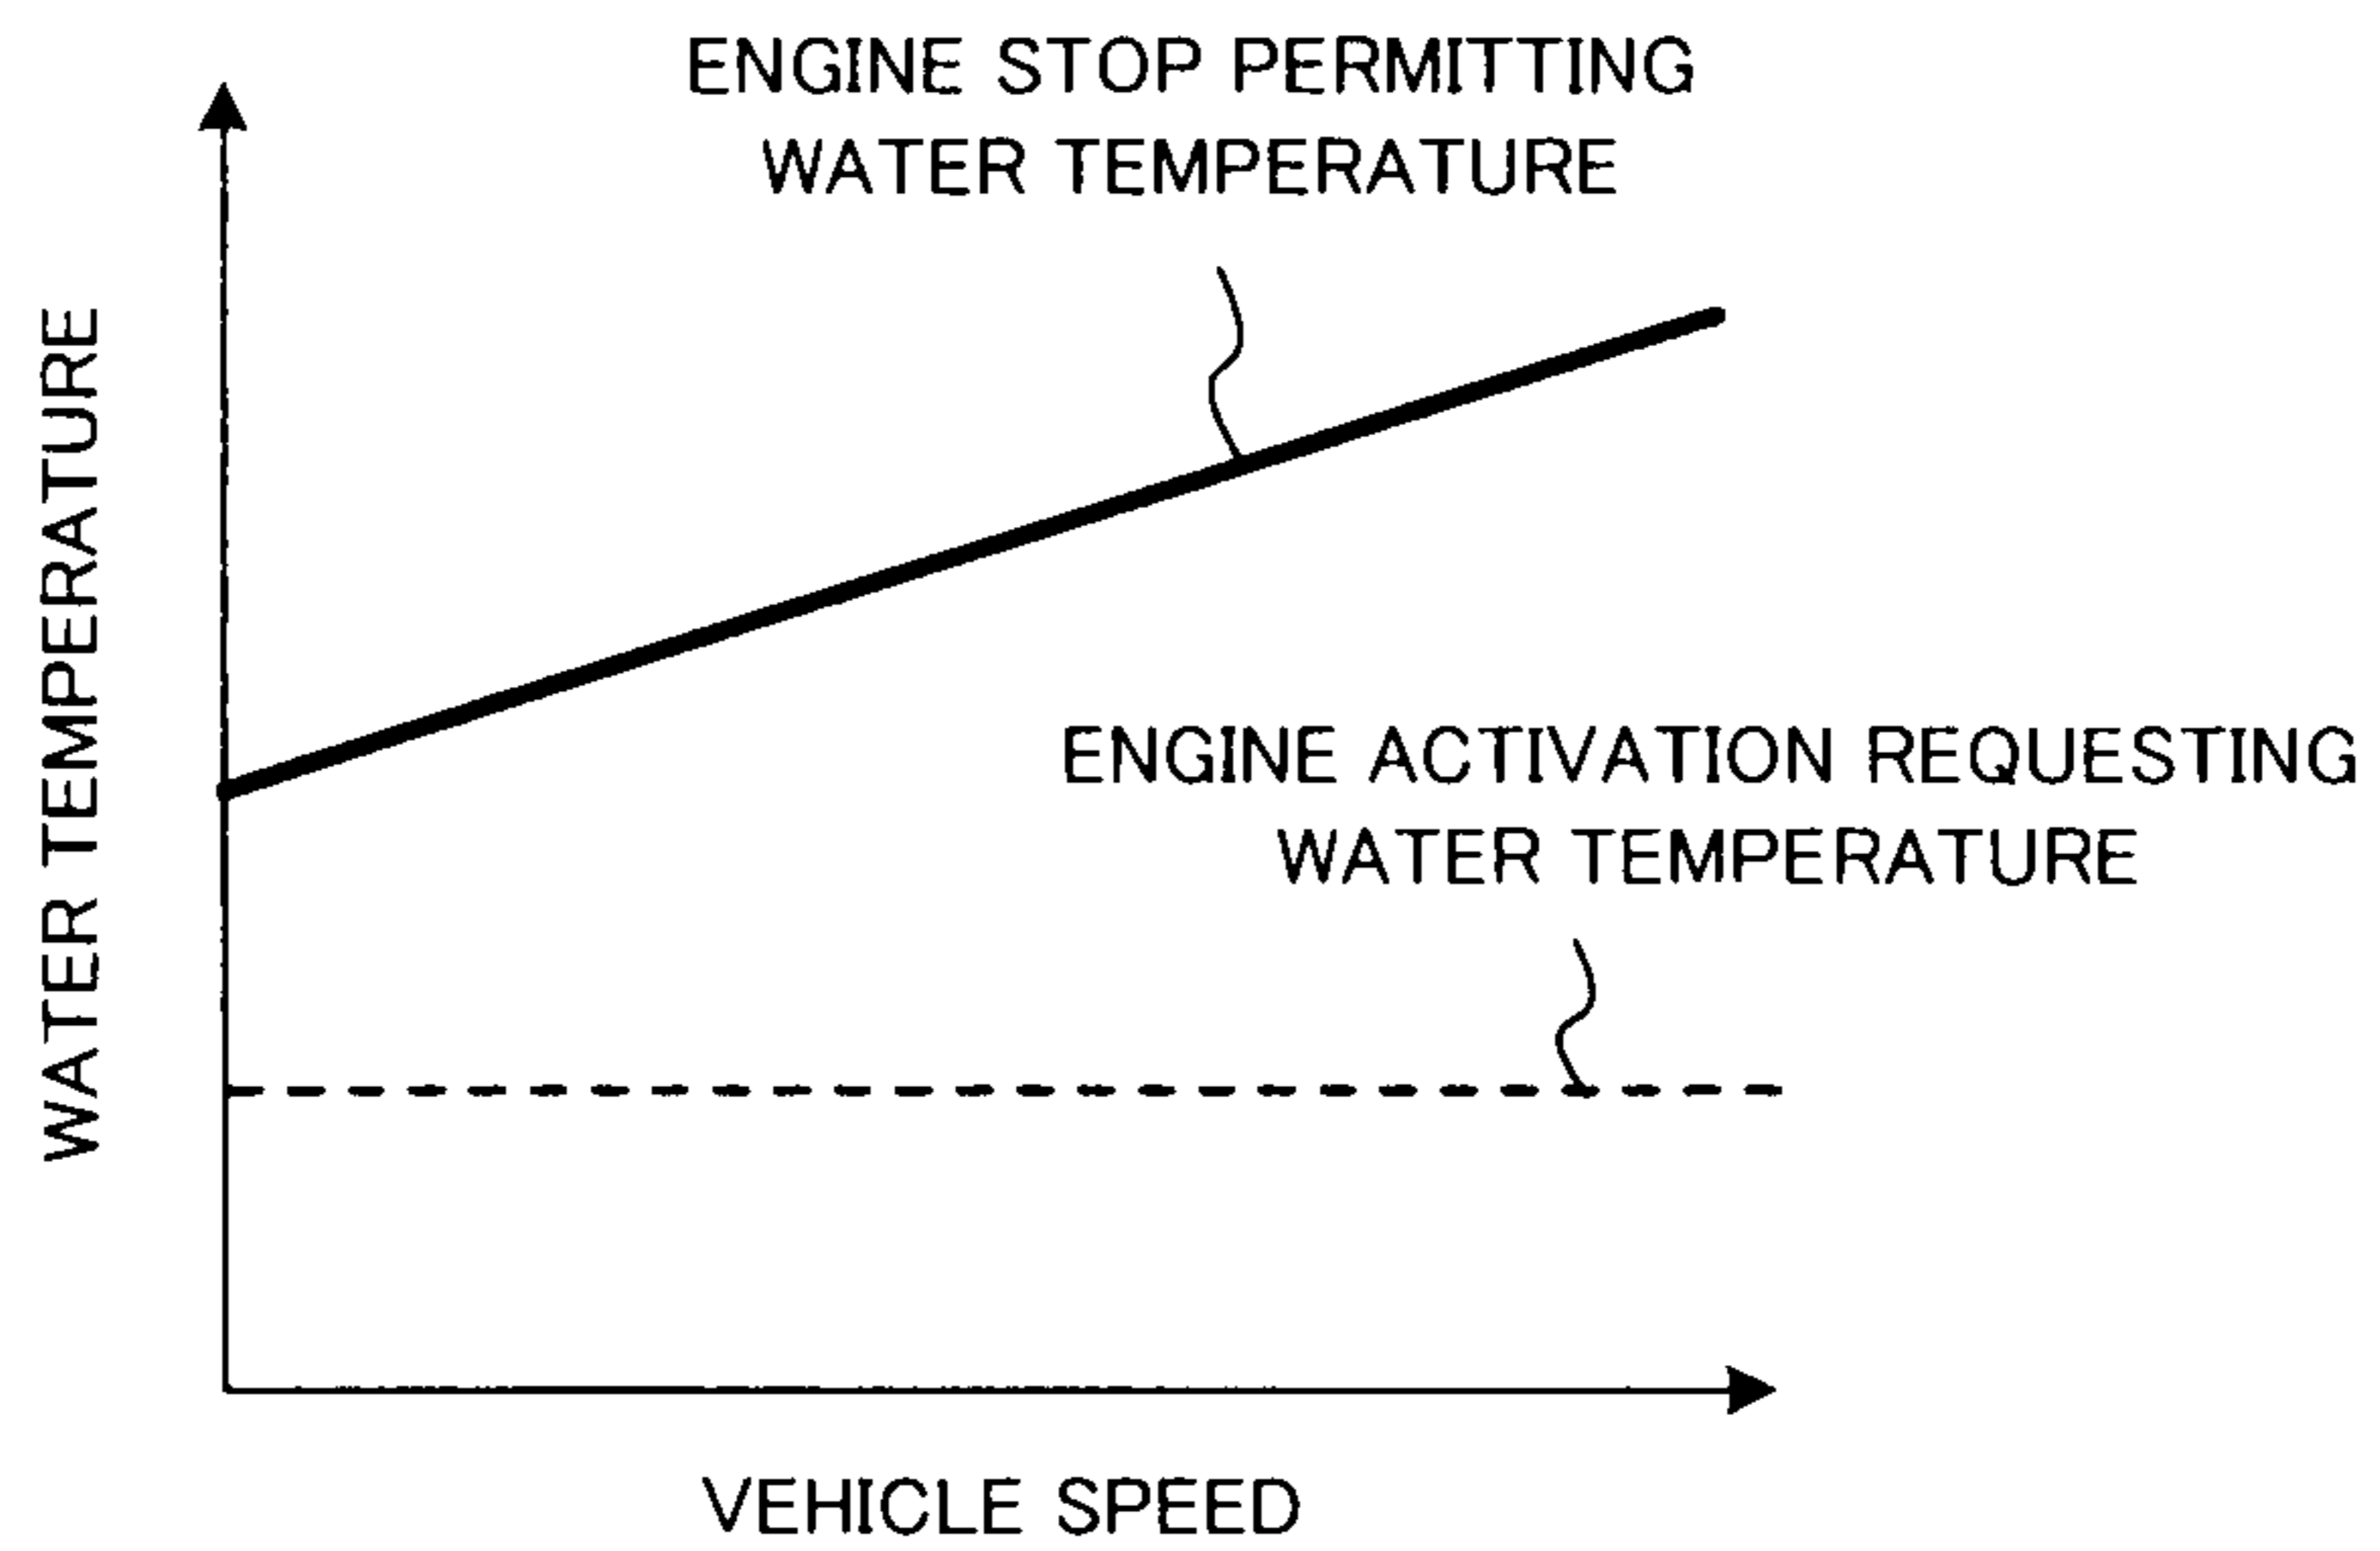 ENGINE STOP PERMITTING
WATER TEMPERATURE
WATER TEMPERATURE
ENGINE ACTIVATION REQUESTING
WATER TEMPERATURE
VEHICLE SPEED